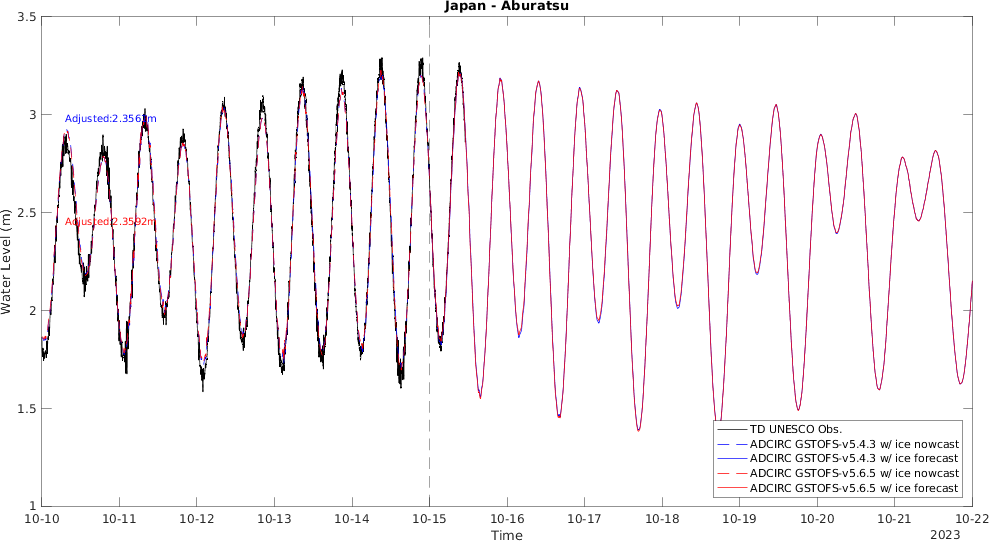 Japan - Aburatsu
3.5
3
2.5
2
1.5
1
Water Level (m)
Adjusted:2.3592m
TD UNESCO Obs.
ADCIRC GSTOFS-v5.4.3 w/ ice nowcast
ADCIRC GSTOFS-v5.4.3 w/ ice forecast
ADCIRC GSTOFS-v5.6.5 w/ ice nowcast
ADCIRC GSTOFS-v5.6.5 w/ ice forecast
10-10 10-11 10-12 10-13 10-14 10-15 10-16 10-17 10-18 10-19 10-20 10-21 10-22
Time
2023